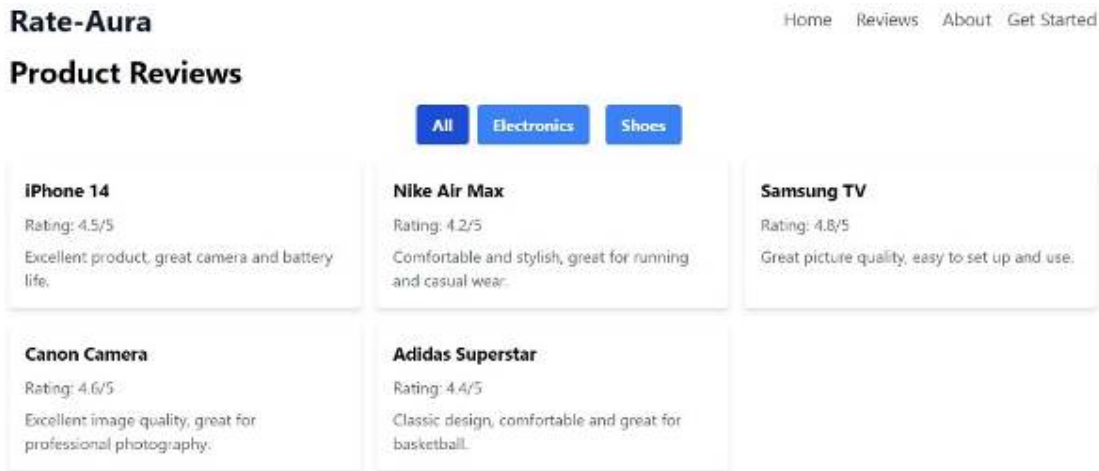 Rate-Aura
Home Reviews About Get Started
Product Reviews
All Electronics Shoes
iPhone 14
Rating: 4.5/5
Excellent product, great camera and battery
life.
Nike Air Max
Rating: 4.2/5
Comfortable and stylish, great for running
and casual wear.
Samsung TV
Rating: 4.8/5
Great picture quality, easy to set up and use.
Canon Camera
Rating: 4.6/5
Excellent image quality, great for
professional photography.
Adidas Superstar
Rating: 4.4/5
Classic design, comfortable and great for
basketball.